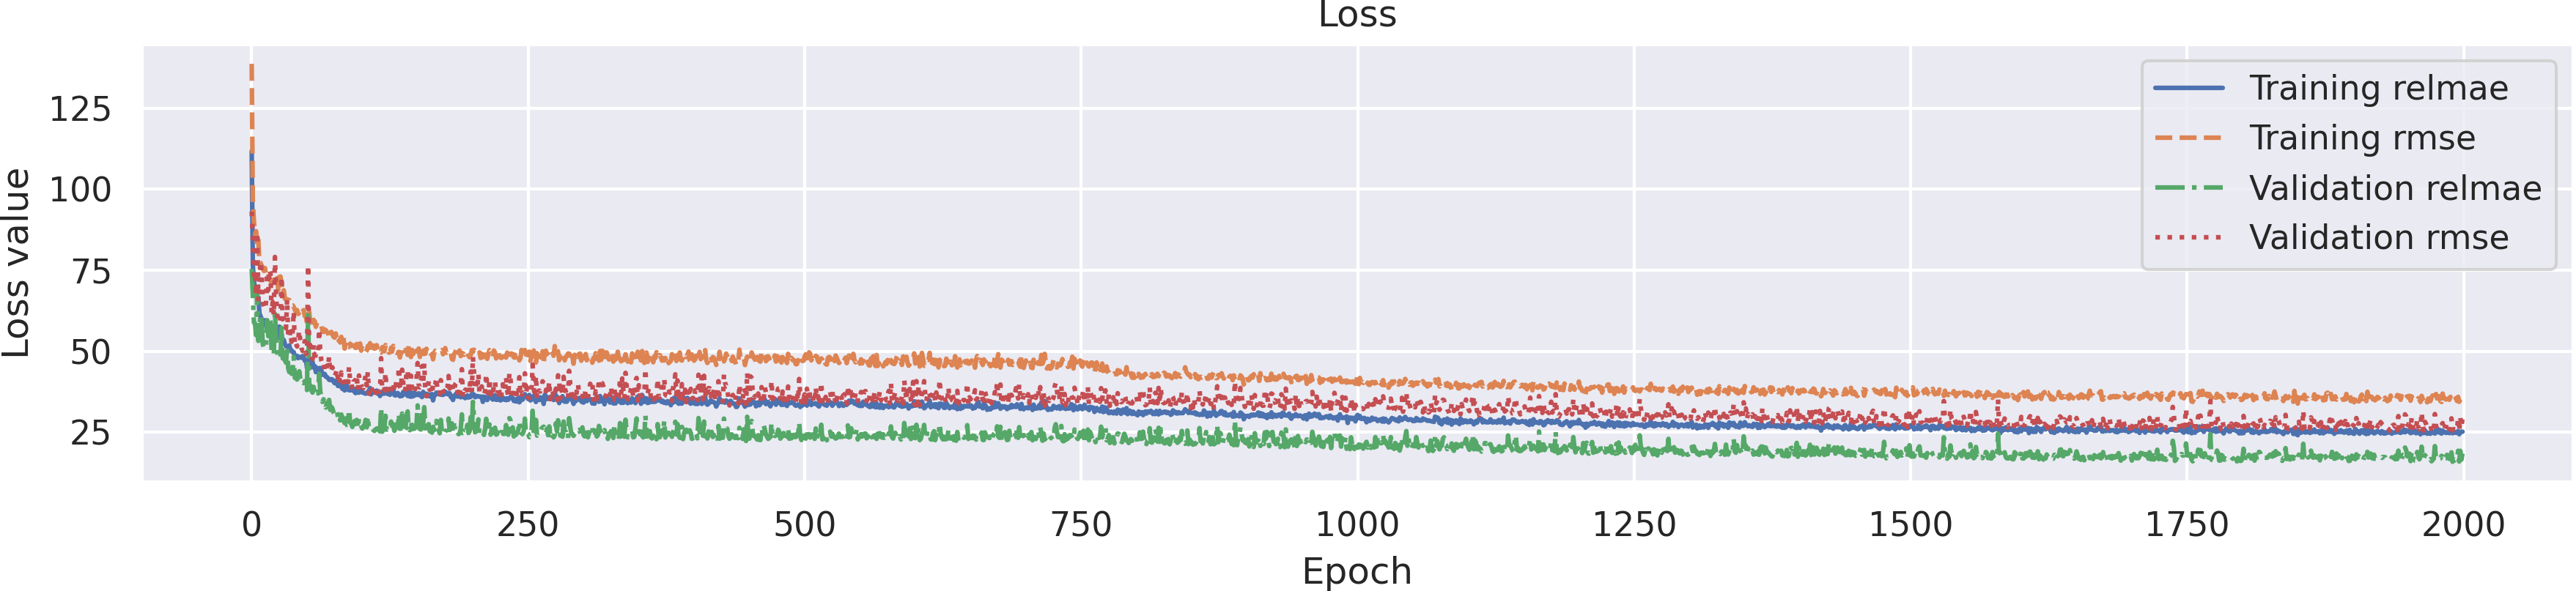 Loss
Loss value
125
100
75
50
25
Training relmae
Training rmse
Validation relmae
Validation rmse
0 250 500 750 1000 1250 1500 1750 2000
Epoch